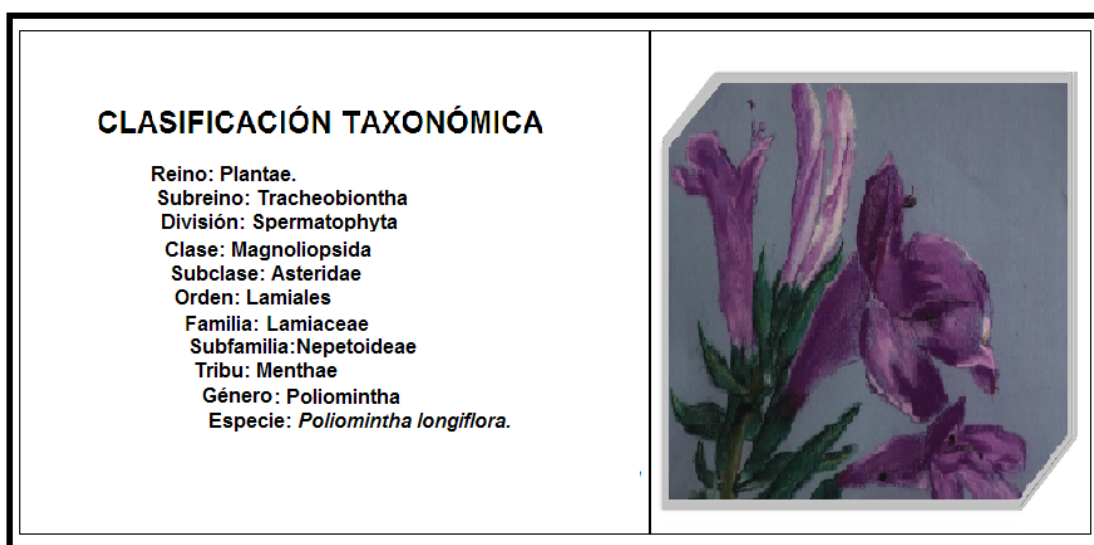 CLASIFICACIÓN TAXONÓMICA
Reino: Plantae.
Subreino: Tracheobiontha
División: Spermatophyta
Clase: Magnoliopsida
Subclase: Asteridae
Orden: Lamiales
Familia: Lamiaceae
Subfamilia:Nepetoideae
Tribu: Menthae
Género: Poliomintha
Especie: Poliomintha longiflora.